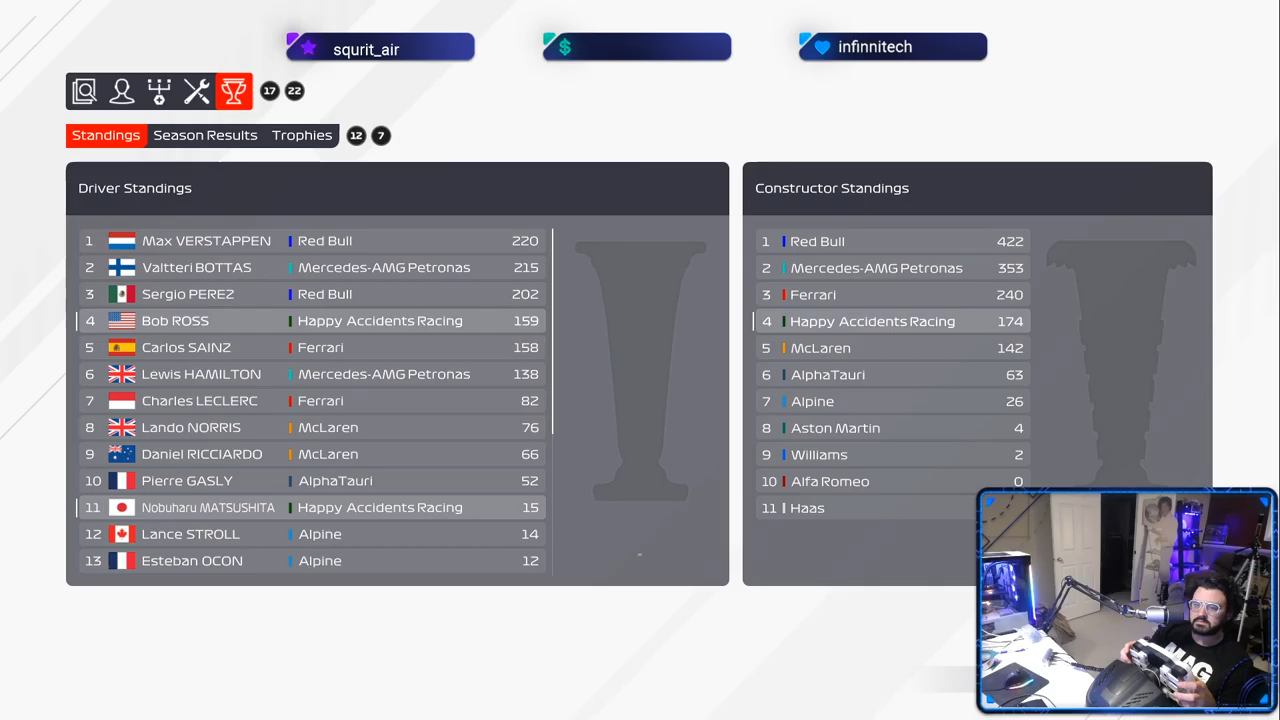 squrit_air
$
infinnitech
17 22
Standings Season Results Trophies 12 7
Driver Standings
1 Max VERSTAPPEN Red Bull 220
2 Valtteri BOTTAS Mercedes-AMG Petronas 215
3 Sergio PEREZ Red Bull 202
4 Bob ROSS Happy Accidents Racing 159
5 Carlos SAINZ Ferrari 158
6 Lewis HAMILTON Mercedes-AMG Petronas 138
7 Charles LECLERC Ferrari 82
8 Lando NORRIS McLaren 76
9 Daniel RICCIARDO McLaren 66
10 Pierre GASLY AlphaTauri 52
11 Nobuharu MATSUSHITA Happy Accidents Racing 15
12 Lance STROLL Alpine 14
13 Esteban OCON Alpine 12
Constructor Standings
1 Red Bull 422
2 Mercedes-AMG Petronas 353
3 Ferrari 240
4 Happy Accidents Racing 174
5 McLaren 142
6 AlphaTauri 63
7 Alpine 26
8 Aston Martin 4
9 Williams 2
10 Alfa Romeo 0
11 Haas
MAG